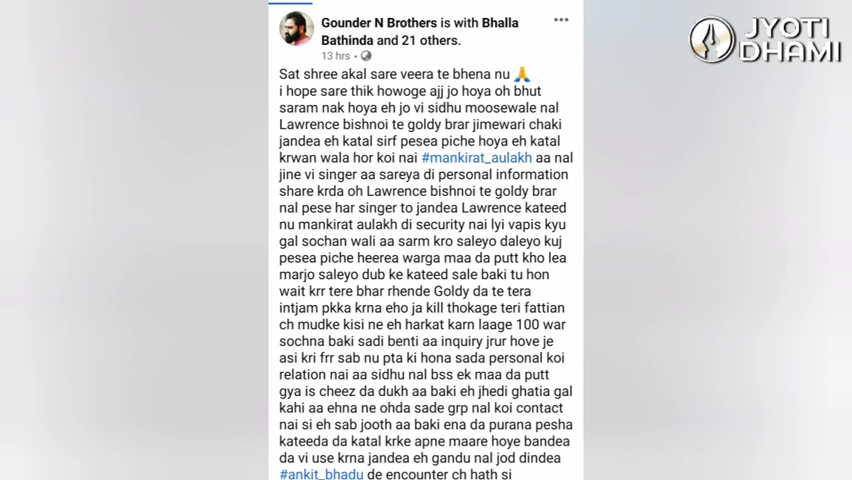 Gounder N Brothers is with Bhalla
Bathinda and 21 others.
13 hrs ·
Sat shree akal sare veera te bhena nu 🙏
i hope sare thik howoge ajj jo hoya oh bhut
saram nak hoya eh jo vi sidhu moosewale nal
Lawrence bishnoi te goldy brar jimewari chaki
jandea eh katal sirf pesea piche hoya eh katal
krwan wala hor koi nai #mankirat_aulakh aa nal
jine vi singer aa sareya di personal information
share krda oh Lawrence bishnoi te goldy brar
nal pese har singer to jandea Lawrence kateed
nu mankirat aulakh di security nai lyi vapis kyu
gal sochan wali aa sarm kro saleyo daleyo kuj
pesea piche heerea warga maa da putt kho lea
marjo saleyo dub ke kateed sale baki tu hon
wait krr tere bhar rhende Goldy da te tera
intjam pkka krna eho ja kill thokage teri fattian
ch mudke kisi ne eh harkat karn laage 100 war
sochna baki sadi benti aa inquiry jrur hove je
asi kri frr sab nu pta ki hona sada personal koi
relation nai aa sidhu nal bss ek maa da putt
gya is cheez da dukh aa baki eh jhedi ghatia gal
kahi aa ehna ne ohda sade grp nal koi contact
nai si eh sab jooth aa baki ena da purana pesha
kateeda da katal krke apne maare hoye bandea
da vi use krna jandea eh gandu nal jod dindea
#ankit_bhadu de encounter ch hath si
JYOTI
DHAMI